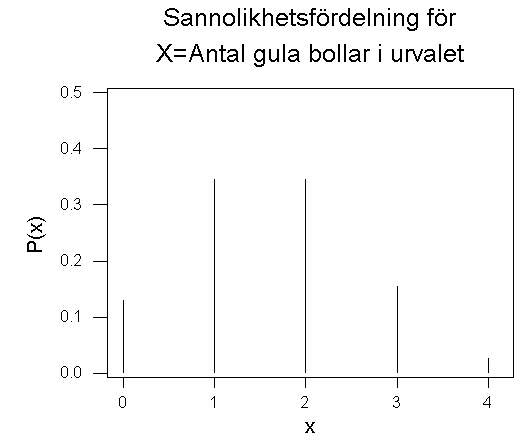 Sannolikhetsfördelning för
X=Antal gula bollar i urvalet
0.5
0.4
0.3
0.2
0.1
0.0
P(x)
0 1 2 3 4
x